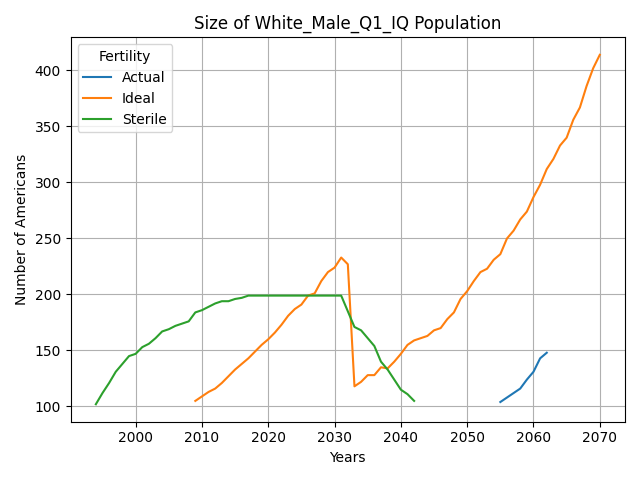 Size of White_Male_Q1_IQ Population
Fertility
Actual
Ideal
Sterile
Number of Americans
400
350
300
250
200
150
100
2000 2010 2020 2030 2040 2050 2060 2070
Years